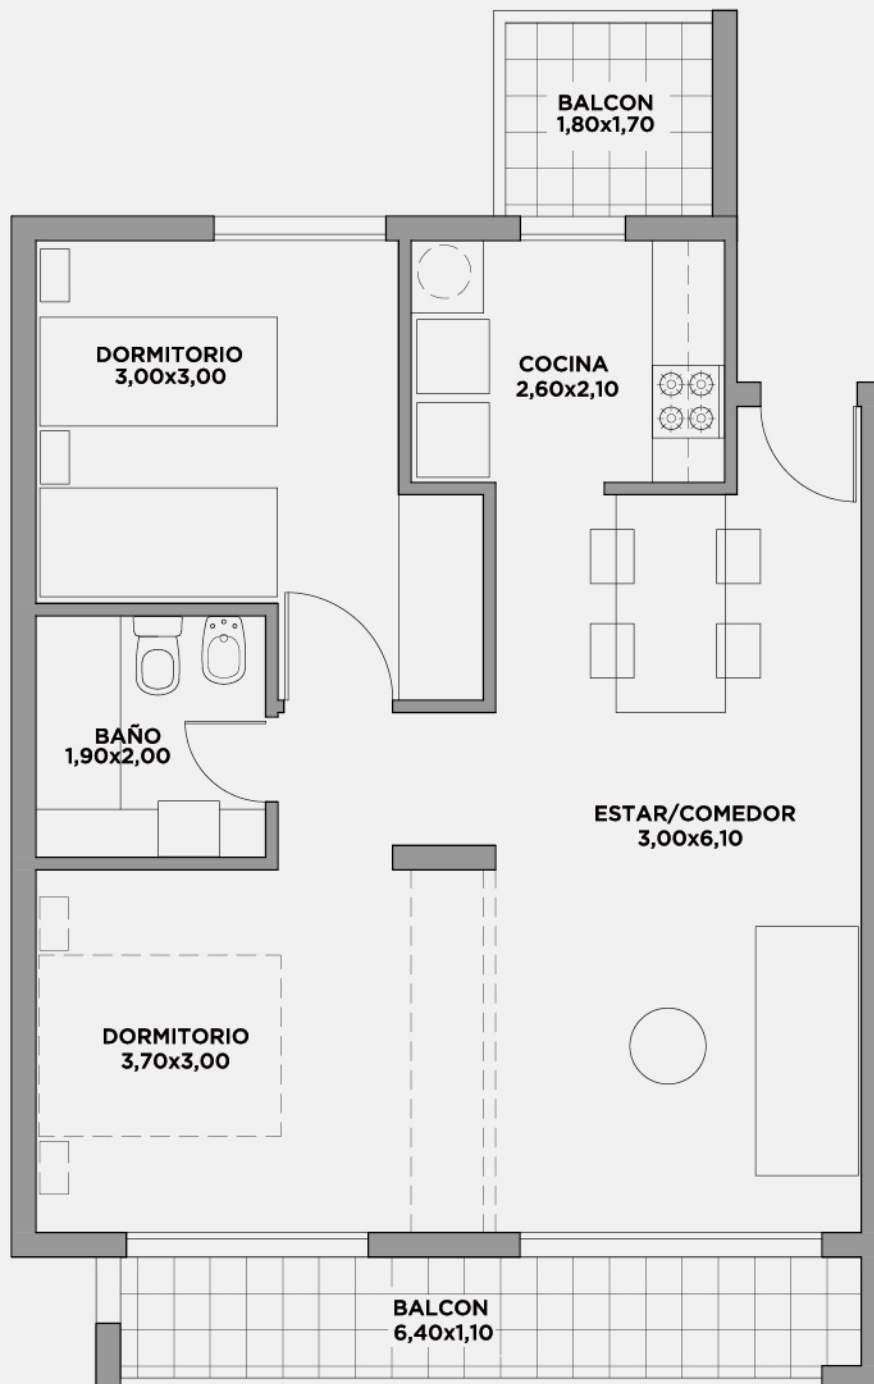 BALCON
1,80x1,70
DORMITORIO
3,00x3,00
COCINA
2,60x2,10
BAÑO
1,90x2,00
ESTAR/COMEDOR
3,00x6,10
DORMITORIO
3,70x3,00
BALCON
6,40x1,10